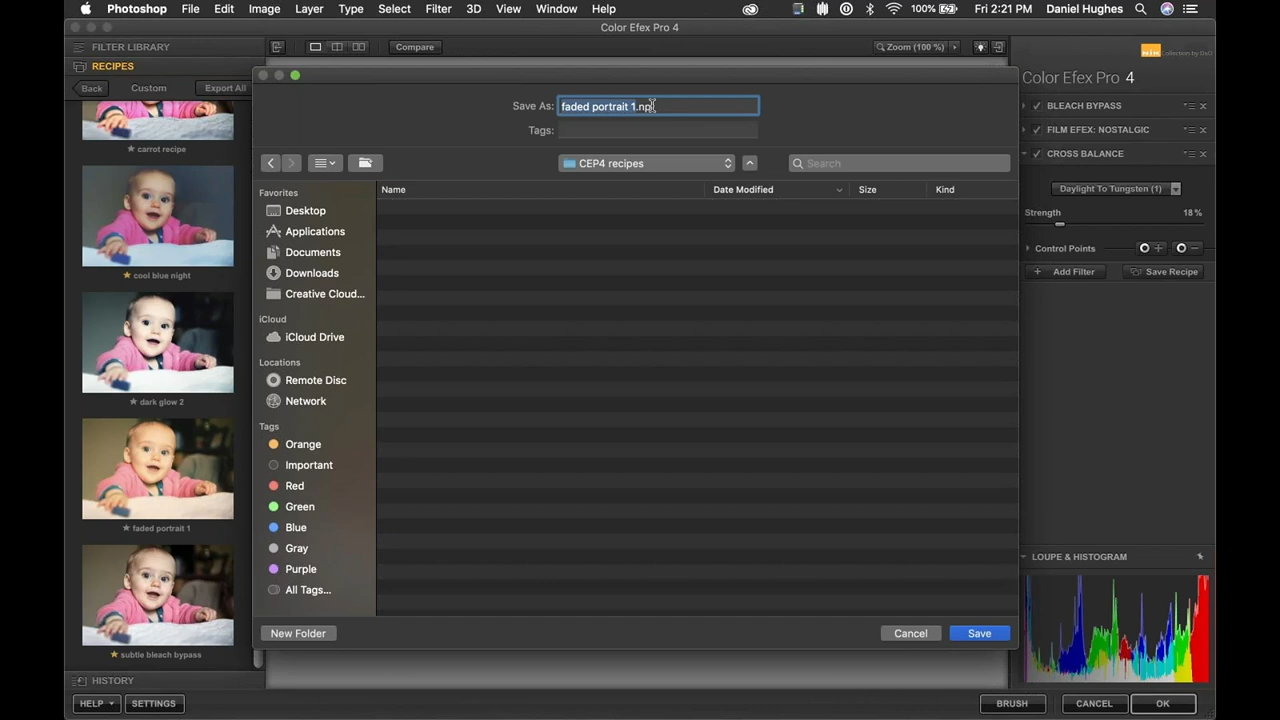 Photoshop File Edit Image Layer Type Select Filter 3D View Window Help 100% Fri 2:21 PM Daniel Hughes
Color Efex Pro 4
FILTER LIBRARY
Compare
Zoom (100 %)
RECIPES
Back Custom Export All
carrot recipe
cool blue night
dark glow 2
faded portrait 1
subtle bleach bypass
HISTORY
HELP SETTINGS
Save As: faded portrait 1.np
Tags:
CEP4 recipes
Search
Name Date Modified Size Kind
Favorites
Desktop
Applications
Documents
Downloads
Creative Cloud...
iCloud
iCloud Drive
Locations
Remote Disc
Network
Tags
Orange
Important
Red
Green
Blue
Gray
Purple
All Tags...
New Folder Cancel Save
Nik Collection by DxO
Color Efex Pro 4
BLEACH BYPASS
FILM EFEX: NOSTALGIC
CROSS BALANCE
Daylight To Tungsten (1)
Strength 18%
Control Points
Add Filter Save Recipe
LOUPE & HISTOGRAM
BRUSH CANCEL OK